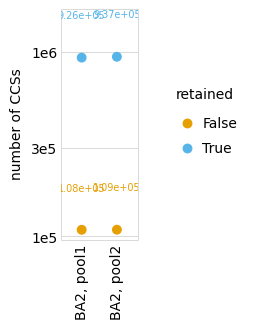 9.26e+05 9.37e+05
1e6
number of CCSs
3e5
1.08e+05 1.09e+05
1e5
BA2, pool1
BA2, pool2
retained
False
True